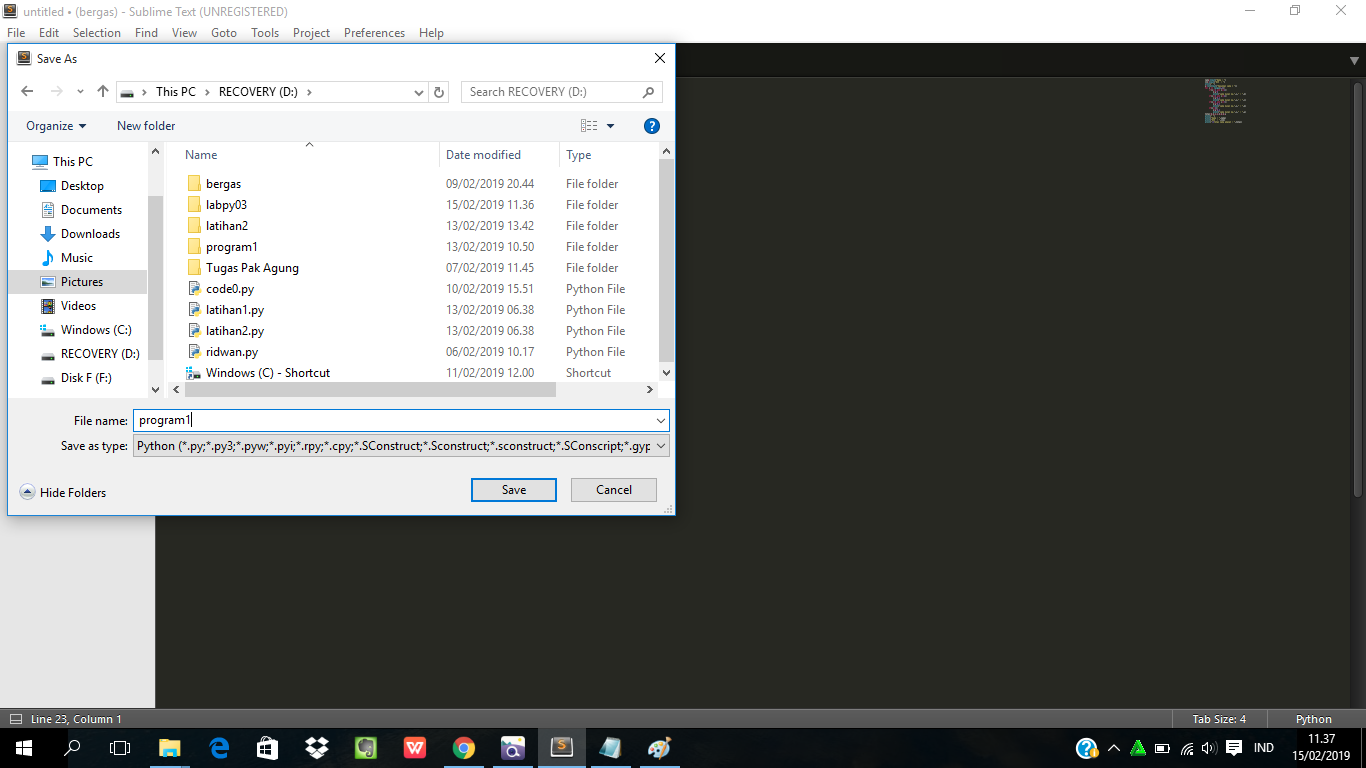 untitled • (bergas) - Sublime Text (UNREGISTERED)
File Edit Selection Find View Goto Tools Project Preferences Help
Save As
This PC > RECOVERY (D:) >
Search RECOVERY (D:)
Organize
New folder
Name Date modified Type
This PC
Desktop
Documents
Downloads
Music
Pictures
Videos
Windows (C:)
RECOVERY (D:)
Disk F (F:)
bergas 09/02/2019 20.44 File folder
labpy03 15/02/2019 11.36 File folder
latihan2 13/02/2019 13.42 File folder
program1 13/02/2019 10.50 File folder
Tugas Pak Agung 07/02/2019 11.45 File folder
code0.py 10/02/2019 15.51 Python File
latihan1.py 13/02/2019 06.38 Python File
latihan2.py 13/02/2019 06.38 Python File
ridwan.py 06/02/2019 10.17 Python File
Windows (C) - Shortcut 11/02/2019 12.00 Shortcut
File name: program1
Save as type: Python (*.py;*.py3;*.pyw;*.pyi;*.rpy;*.cpy;*.SConstruct;*.Sconstruct;*.sconstruct;*.SConscript;*.gyp
Hide Folders
Save
Cancel
Line 23, Column 1
Tab Size: 4
Python
IND
11.37
15/02/2019